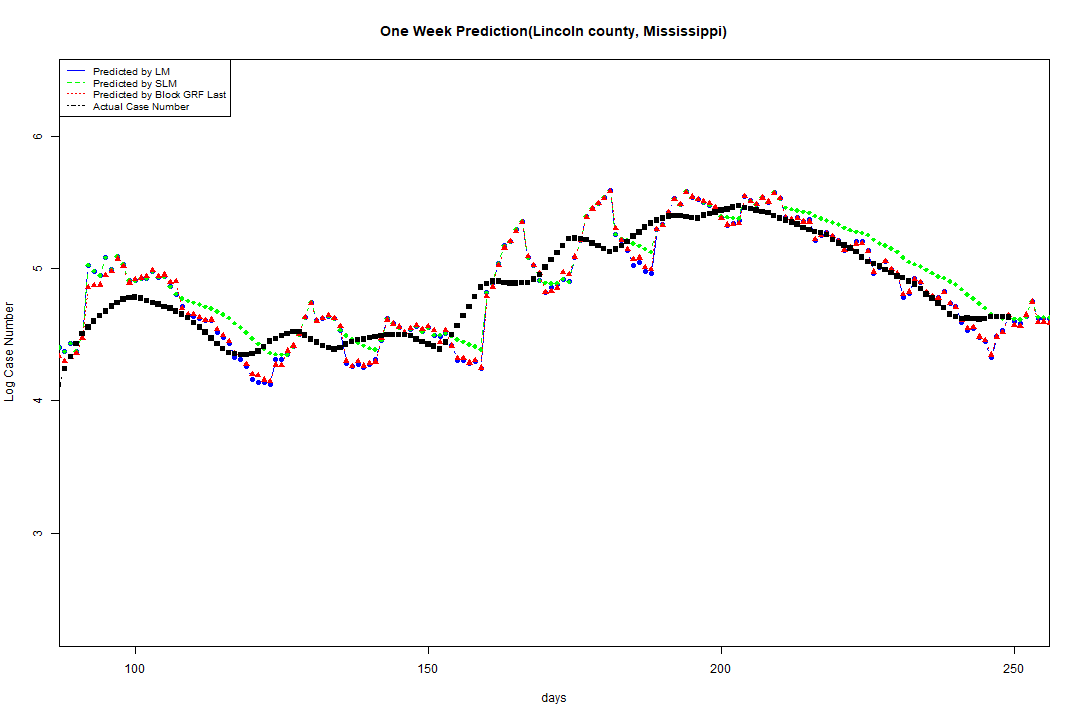 One Week Prediction(Lincoln county, Mississippi)
Predicted by LM
Predicted by SLM
Predicted by Block GRF Last
Actual Case Number
Log Case Number
6
5
4
3
100
150
200
250
days